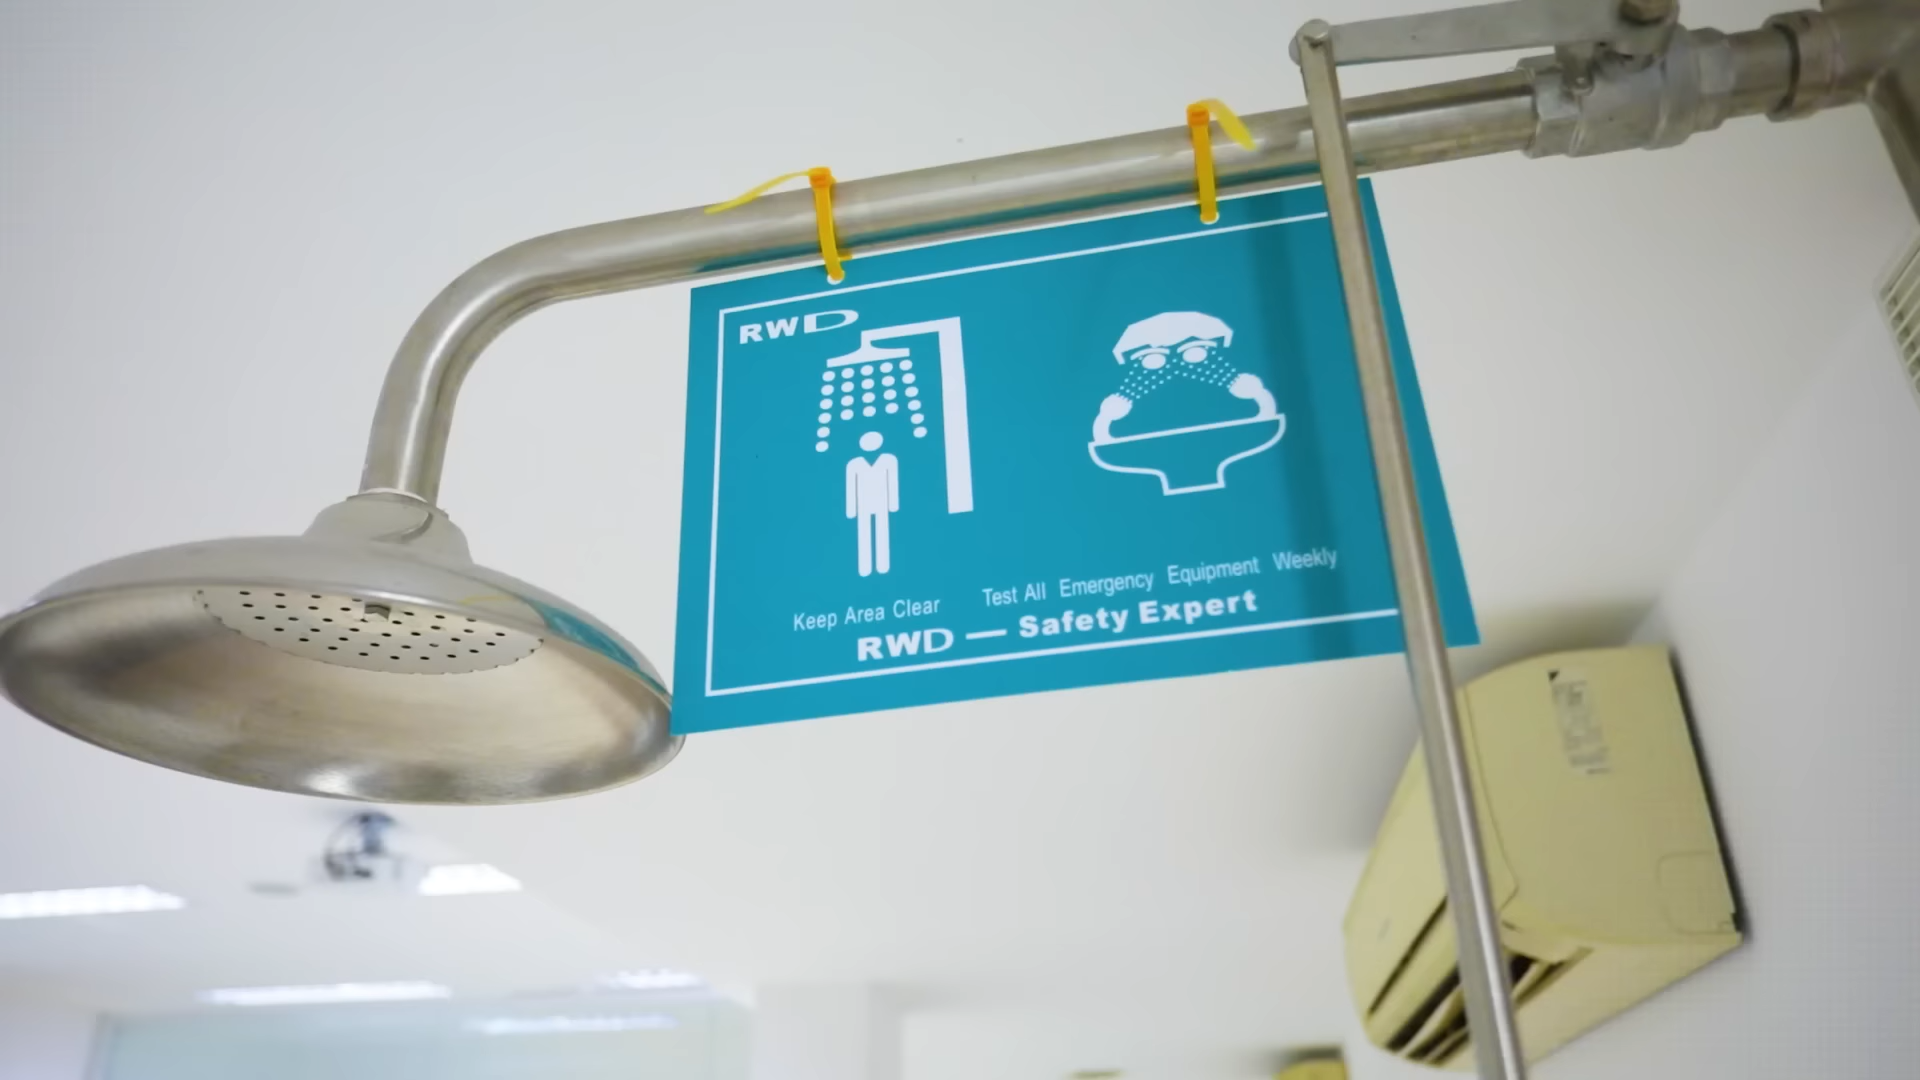 RWD
Keep Area Clear Test All Emergency Equipment Weekly
RWD — Safety Expert